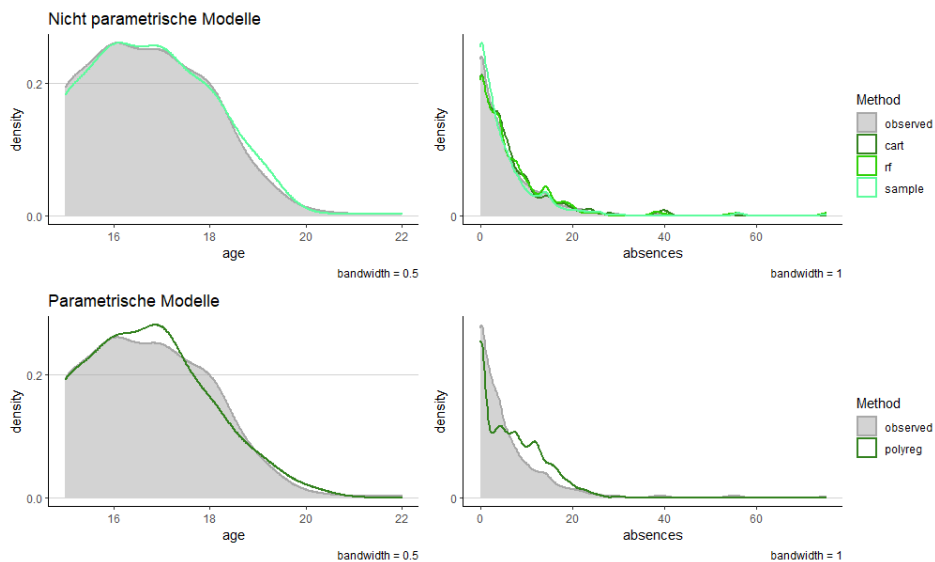 Nicht parametrische Modelle
density
0.2
0.0
16
18
20
22
age
bandwidth = 0.5
density
0
0
20
40
60
absences
bandwidth = 1
Method
observed
cart
rf
sample
Parametrische Modelle
density
0.2
0.0
16
18
20
22
age
bandwidth = 0.5
density
0
0
20
40
60
absences
bandwidth = 1
Method
observed
polyreg